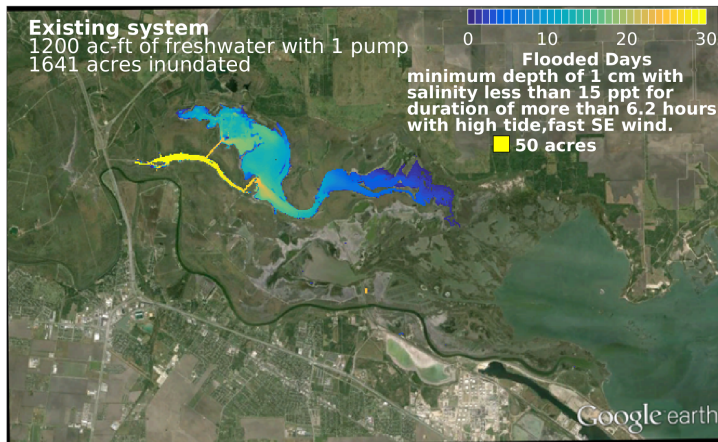 Existing system
1200 ac-ft of freshwater with 1 pump
1641 acres inundated
0 10 20 30
Flooded Days
minimum depth of 1 cm with
salinity less than 15 ppt for
duration of more than 6.2 hours
with high tide,fast SE wind.
50 acres
Google earth